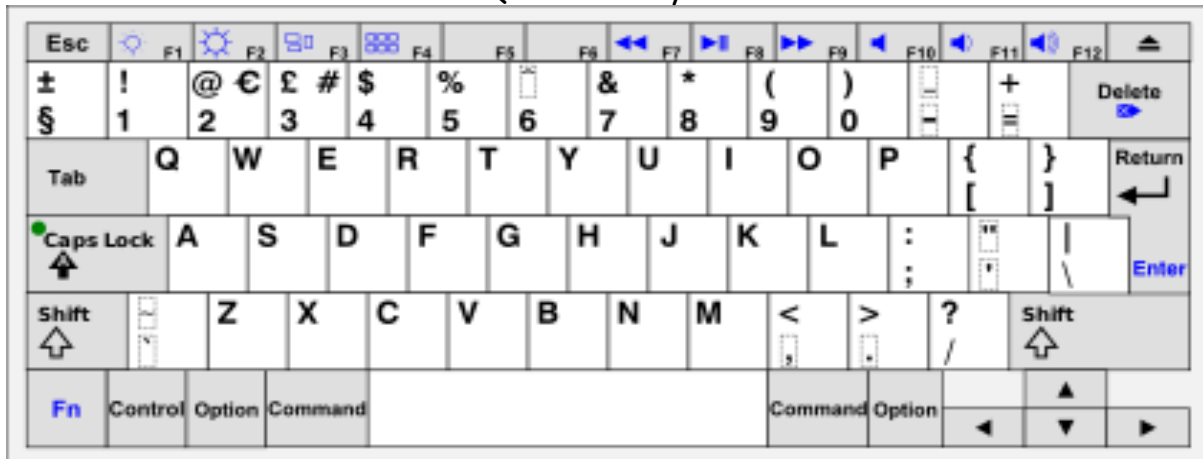 Esc F1 F2 F3 F4 F5 F6 F7 F8 F9 F10 F11 F12
± ! @ € £ # $ % ^ & * ( ) _ + Delete
§ 1 2 3 4 5 6 7 8 9 0 - =
Tab Q W E R T Y U I O P { } Return
[ ]
Caps Lock A S D F G H J K L : " |
; ' \ Enter
Shift ~ Z X C V B N M < > ? Shift
` , . /
Fn Control Option Command Command Option